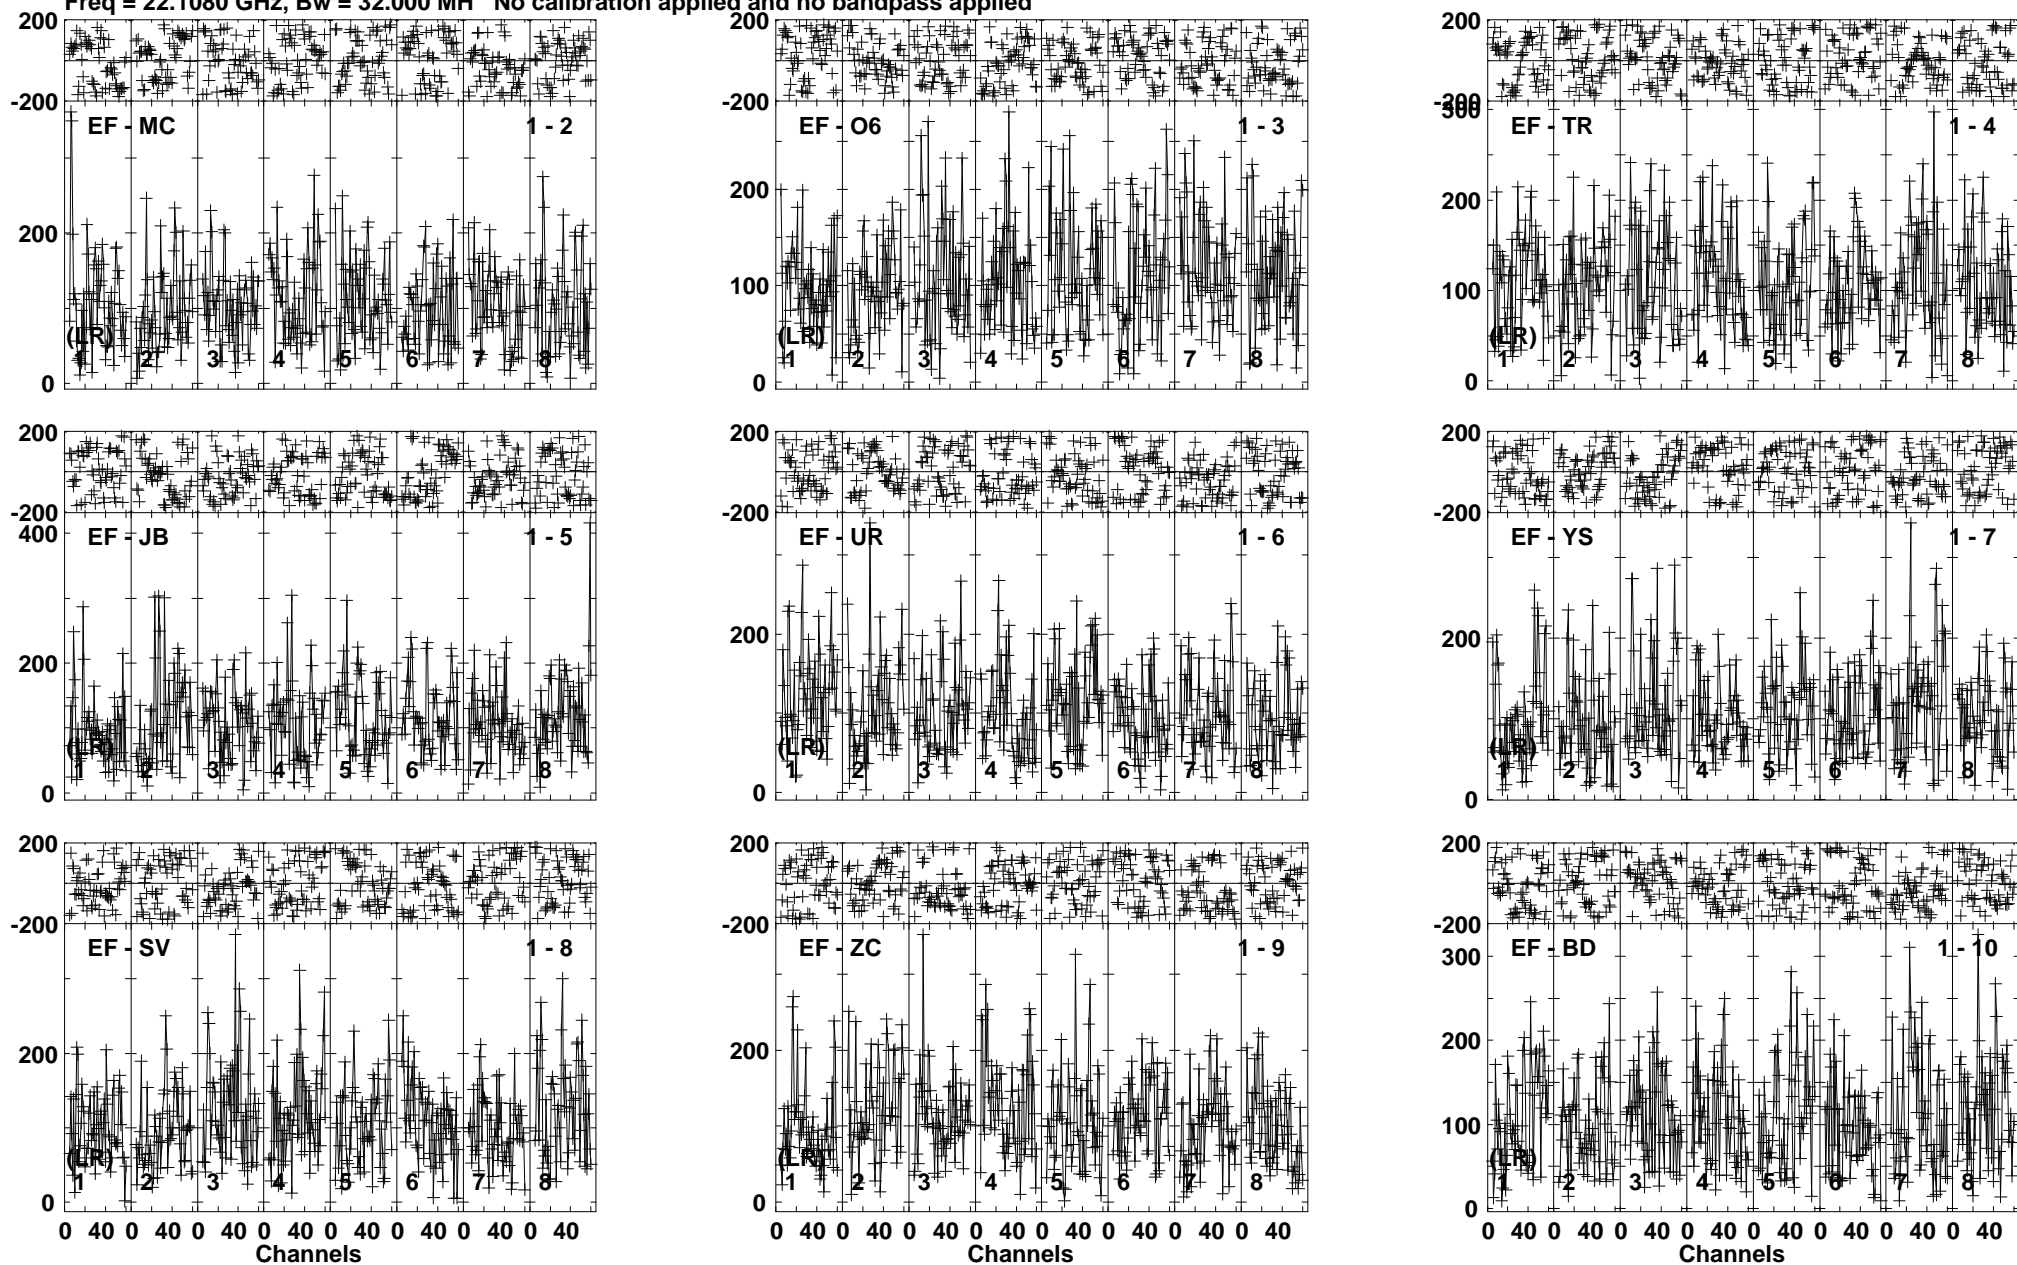 Freq = 22.1080 GHz, Bw = 32.000 MH No calibration applied and no bandpass applied
200
-200
EF - MC 1 - 2
200
(LR)
1 2 3 4 5 6 7 8
0
200
-200
EF - O6 1 - 3
200
100
(LR)
1 2 3 4 5 6 7 8
0
200
-200
300
EF - TR 1 - 4
200
100
(LR)
1 2 3 4 5 6 7 8
0
200
-200
400
EF - JB 1 - 5
200
(LR)
1 2 3 4 5 6 7 8
0
200
-200
EF - UR 1 - 6
200
(LR)
1 2 3 4 5 6 7 8
0
200
-200
EF - YS 1 - 7
200
(LR)
1 2 3 4 5 6 7 8
0
200
-200
EF - SV 1 - 8
200
(LR)
1 2 3 4 5 6 7 8
0
0 40 0 40 0 40 0 40 0 40 0 40 0 40 0 40
Channels
200
-200
EF - ZC 1 - 9
200
(LR)
1 2 3 4 5 6 7 8
0
0 40 0 40 0 40 0 40 0 40 0 40 0 40 0 40
Channels
200
-200
EF - BD 1 - 10
300
200
100
(LR)
1 2 3 4 5 6 7 8
0
0 40 0 40 0 40 0 40 0 40 0 40 0 40 0 40
Channels